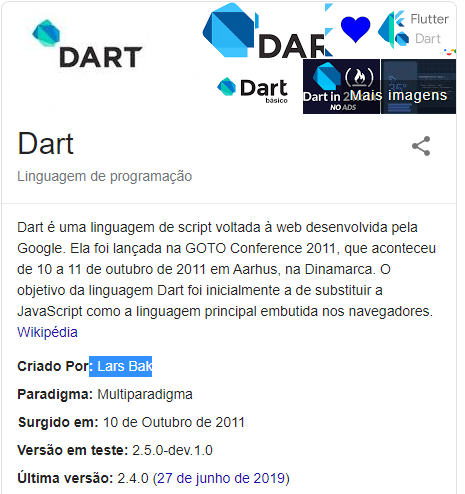 DART
DAR
Flutter
Dart
Dart
básico
Dart in 2
NO ADS
Mais imagens
Dart
Linguagem de programação
Dart é uma linguagem de script voltada à web desenvolvida pela
Google. Ela foi lançada na GOTO Conference 2011, que aconteceu
de 10 a 11 de outubro de 2011 em Aarhus, na Dinamarca. O
objetivo da linguagem Dart foi inicialmente a de substituir a
JavaScript como a linguagem principal embutida nos navegadores.
Wikipédia
Criado Por: Lars Bak
Paradigma: Multiparadigma
Surgido em: 10 de Outubro de 2011
Versão em teste: 2.5.0-dev.1.0
Última versão: 2.4.0 (27 de junho de 2019)